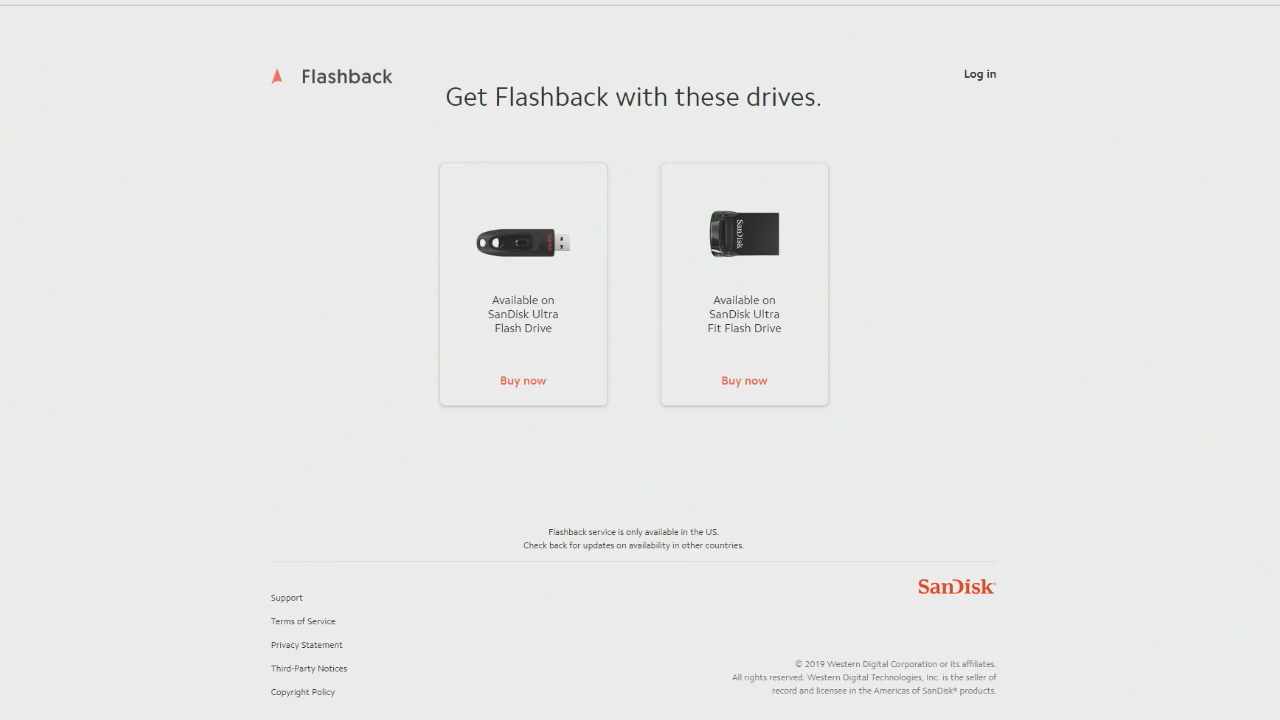 Flashback
Log in
Get Flashback with these drives.
SanDisk
Available on
SanDisk Ultra
Flash Drive
Buy now
Available on
SanDisk Ultra
Fit Flash Drive
Buy now
Flashback service is only available in the US.
Check back for updates on availability in other countries.
SanDisk®
Support
Terms of Service
Privacy Statement
Third-Party Notices
Copyright Policy
© 2019 Western Digital Corporation or its affiliates.
All rights reserved. Western Digital Technologies, Inc. is the seller of
record and licensee in the Americas of SanDisk® products.